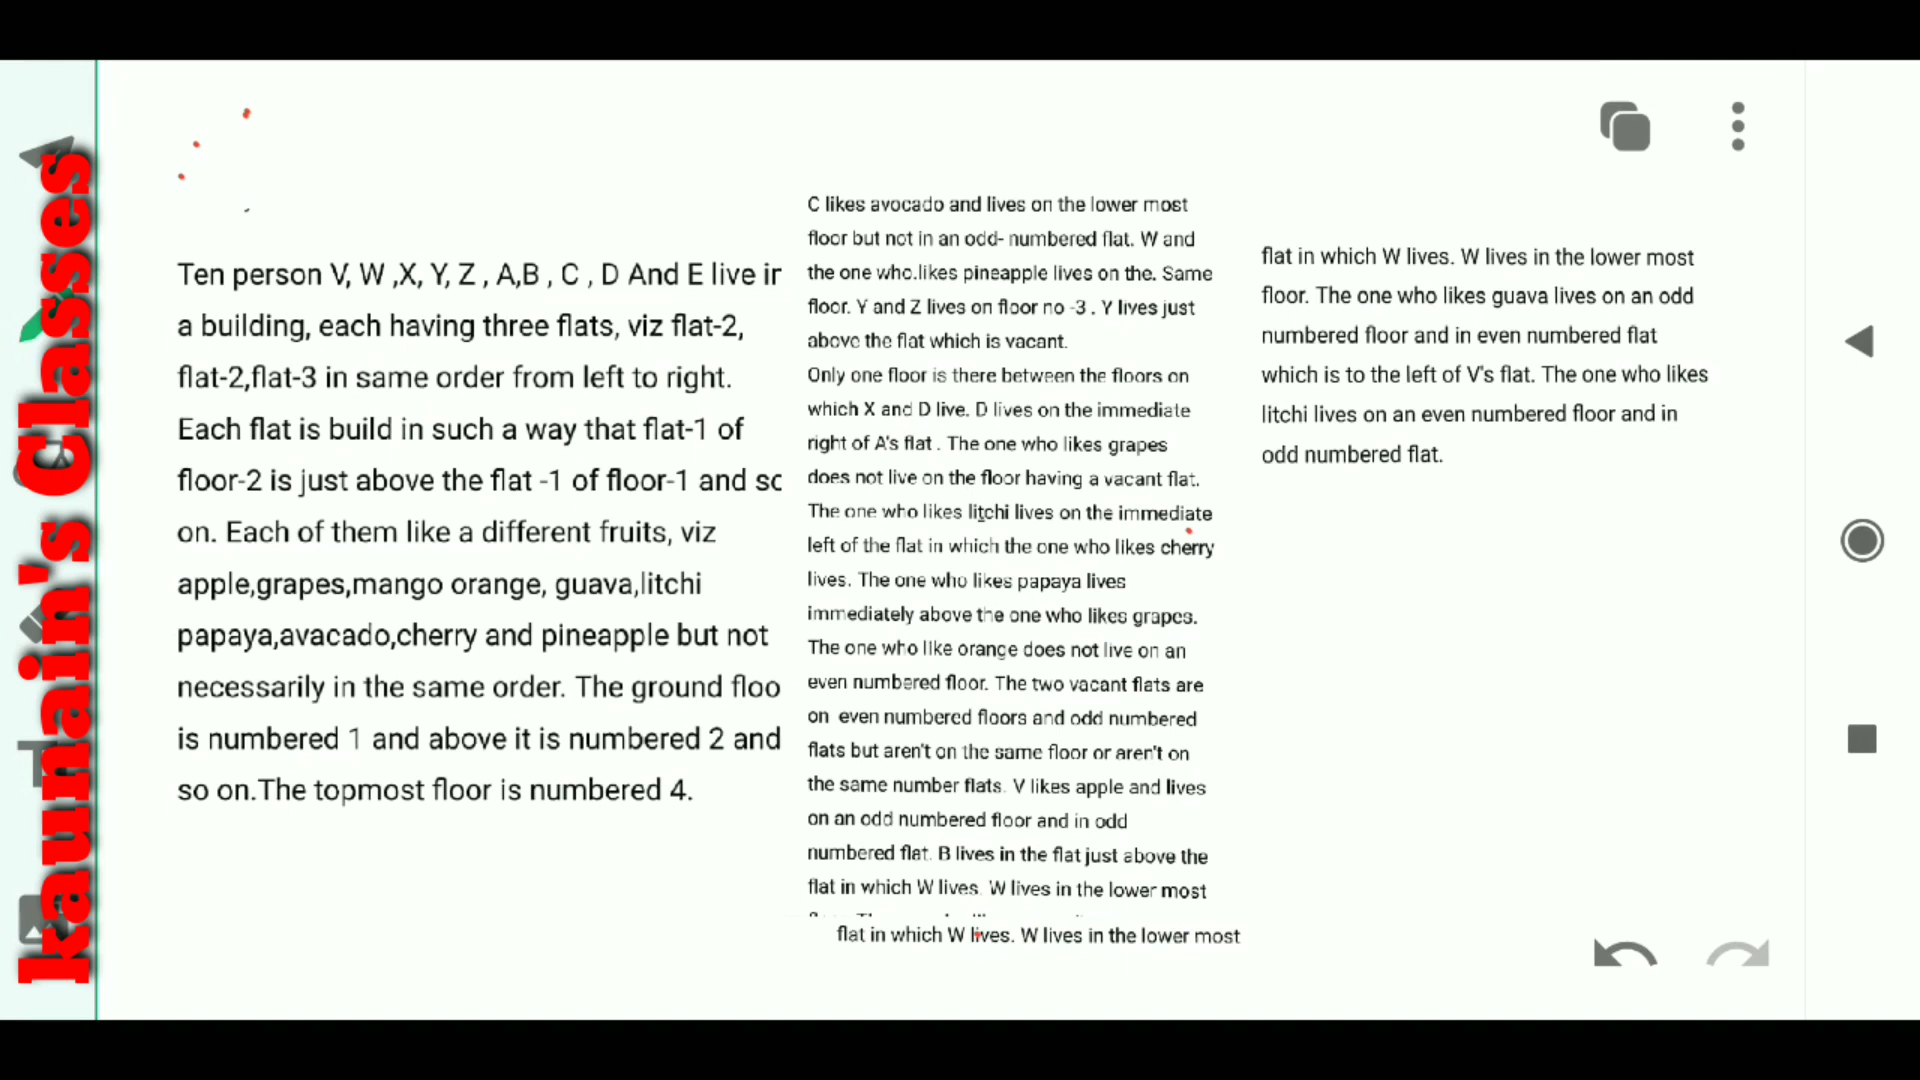 kaunain's Classes
Ten person V, W ,X, Y, Z , A,B , C , D And E live in
a building, each having three flats, viz flat-2,
flat-2,flat-3 in same order from left to right.
Each flat is build in such a way that flat-1 of
floor-2 is just above the flat -1 of floor-1 and so
on. Each of them like a different fruits, viz
apple,grapes,mango orange, guava,litchi
papaya,avacado,cherry and pineapple but not
necessarily in the same order. The ground floo
is numbered 1 and above it is numbered 2 and
so on.The topmost floor is numbered 4.
C likes avocado and lives on the lower most
floor but not in an odd- numbered flat. W and
the one who.likes pineapple lives on the. Same
floor. Y and Z lives on floor no -3 . Y lives just
above the flat which is vacant.
Only one floor is there between the floors on
which X and D live. D lives on the immediate
right of A's flat . The one who likes grapes
does not live on the floor having a vacant flat.
The one who likes litchi lives on the immediate
left of the flat in which the one who likes cherry
lives. The one who likes papaya lives
immediately above the one who likes grapes.
The one who like orange does not live on an
even numbered floor. The two vacant flats are
on even numbered floors and odd numbered
flats but aren't on the same floor or aren't on
the same number flats. V likes apple and lives
on an odd numbered floor and in odd
numbered flat. B lives in the flat just above the
flat in which W lives. W lives in the lower most
flat in which W lives. W lives in the lower most
flat in which W lives. W lives in the lower most
floor. The one who likes guava lives on an odd
numbered floor and in even numbered flat
which is to the left of V's flat. The one who likes
litchi lives on an even numbered floor and in
odd numbered flat.